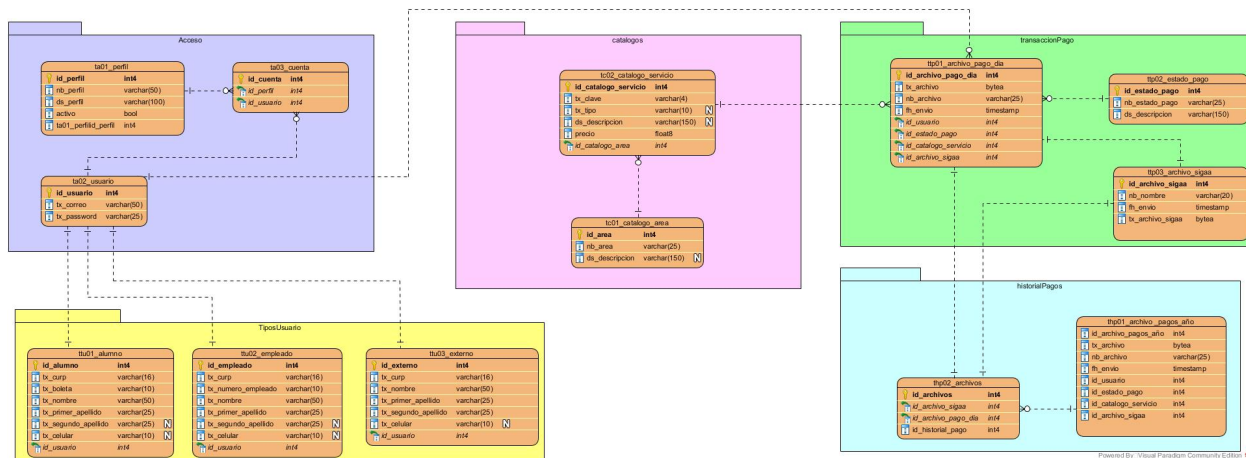 Acceso
ta01_perfil
id_perfil int4
nb_perfil varchar(50)
ds_perfil varchar(100)
activo bool
ta01_perfilid_perfil int4
ta03_cuenta
id_cuenta int4
id_perfil int4
id_usuario int4
ta02_usuario
id_usuario int4
tx_correo varchar(50)
tx_password varchar(25)
catalogos
tc02_catalogo_servicio
id_catalogo_servicio int4
tx_clave varchar(4)
tx_tipo varchar(10) N
ds_descripcion varchar(150) N
precio float8
id_catalogo_area int4
tc01_catalogo_area
id_area int4
nb_area varchar(25)
ds_descripcion varchar(150) N
transaccionPago
ttp01_archivo_pago_dia
id_archivo_pago_dia int4
tx_archivo bytea
nb_archivo varchar(25)
fh_envio timestamp
id_usuario int4
id_estado_pago int4
id_catalogo_servicio int4
id_archivo_sigaa int4
ttp02_estado_pago
id_estado_pago int4
nb_estado_pago varchar(25)
ds_descripcion varchar(150)
ttp03_archivo_sigaa
id_archivo_sigaa int4
nb_nombre varchar(20)
fh_envio timestamp
tx_archivo_sigaa bytea
TiposUsuario
ttu01_alumno
id_alumno int4
tx_curp varchar(16)
tx_boleta varchar(10)
tx_nombre varchar(50)
tx_primer_apellido varchar(25)
tx_segundo_apellido varchar(25) N
tx_celular varchar(10) N
id_usuario int4
ttu02_empleado
id_empleado int4
tx_curp varchar(16)
tx_numero_empleado varchar(10)
tx_nombre varchar(50)
tx_primer_apellido varchar(25)
tx_segundo_apellido varchar(25) N
tx_celular varchar(10) N
id_usuario int4
ttu03_externo
id_externo int4
tx_curp varchar(16)
tx_nombre varchar(50)
tx_primer_apellido varchar(25)
tx_segundo_apellido varchar(25)
tx_celular varchar(10) N
id_usuario int4
historialPagos
thp02_archivos
id_archivos int4
id_archivo_sigaa int4
id_archivo_pago_dia int4
id_historial_pago int4
thp01_archivo_pagos_año
id_archivo_pagos_año int4
tx_archivo bytea
nb_archivo varchar(25)
fh_envio timestamp
id_usuario int4
id_estado_pago int4
id_catalogo_servicio int4
id_archivo_sigaa int4
Powered By Visual Paradigm Community Edition